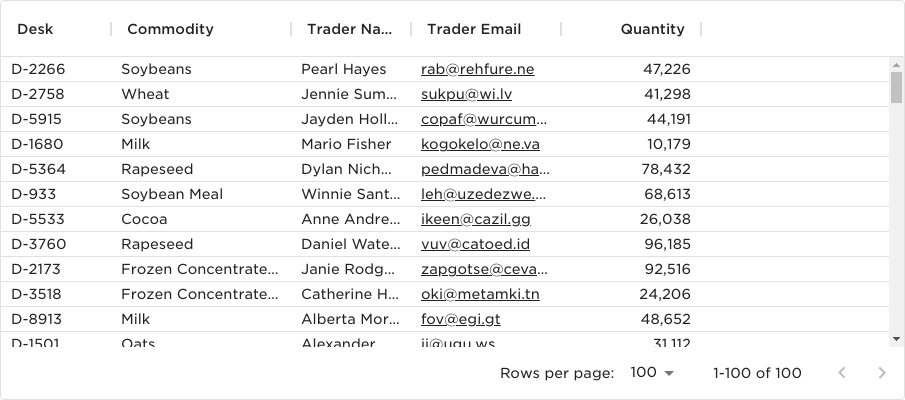 Desk Commodity Trader Na... Trader Email Quantity
D-2266 Soybeans Pearl Hayes rab@rehfure.ne 47,226
D-2758 Wheat Jennie Sum... sukpu@wi.lv 41,298
D-5915 Soybeans Jayden Holl... copaf@wurcum... 44,191
D-1680 Milk Mario Fisher kogokelo@ne.va 10,179
D-5364 Rapeseed Dylan Nich... pedmadeva@ha... 78,432
D-933 Soybean Meal Winnie Sant... leh@uzedezwe.... 68,613
D-5533 Cocoa Anne Andre... ikeen@cazil.gg 26,038
D-3760 Rapeseed Daniel Wate... vuv@catoed.id 96,185
D-2173 Frozen Concentrate... Janie Rodg... zapgotse@ceva... 92,516
D-3518 Frozen Concentrate... Catherine H... oki@metamki.tn 24,206
D-8913 Milk Alberta Mor... fov@egi.gt 48,652
D-1501 Oats Alexander 31,112
Rows per page: 100 1-100 of 100